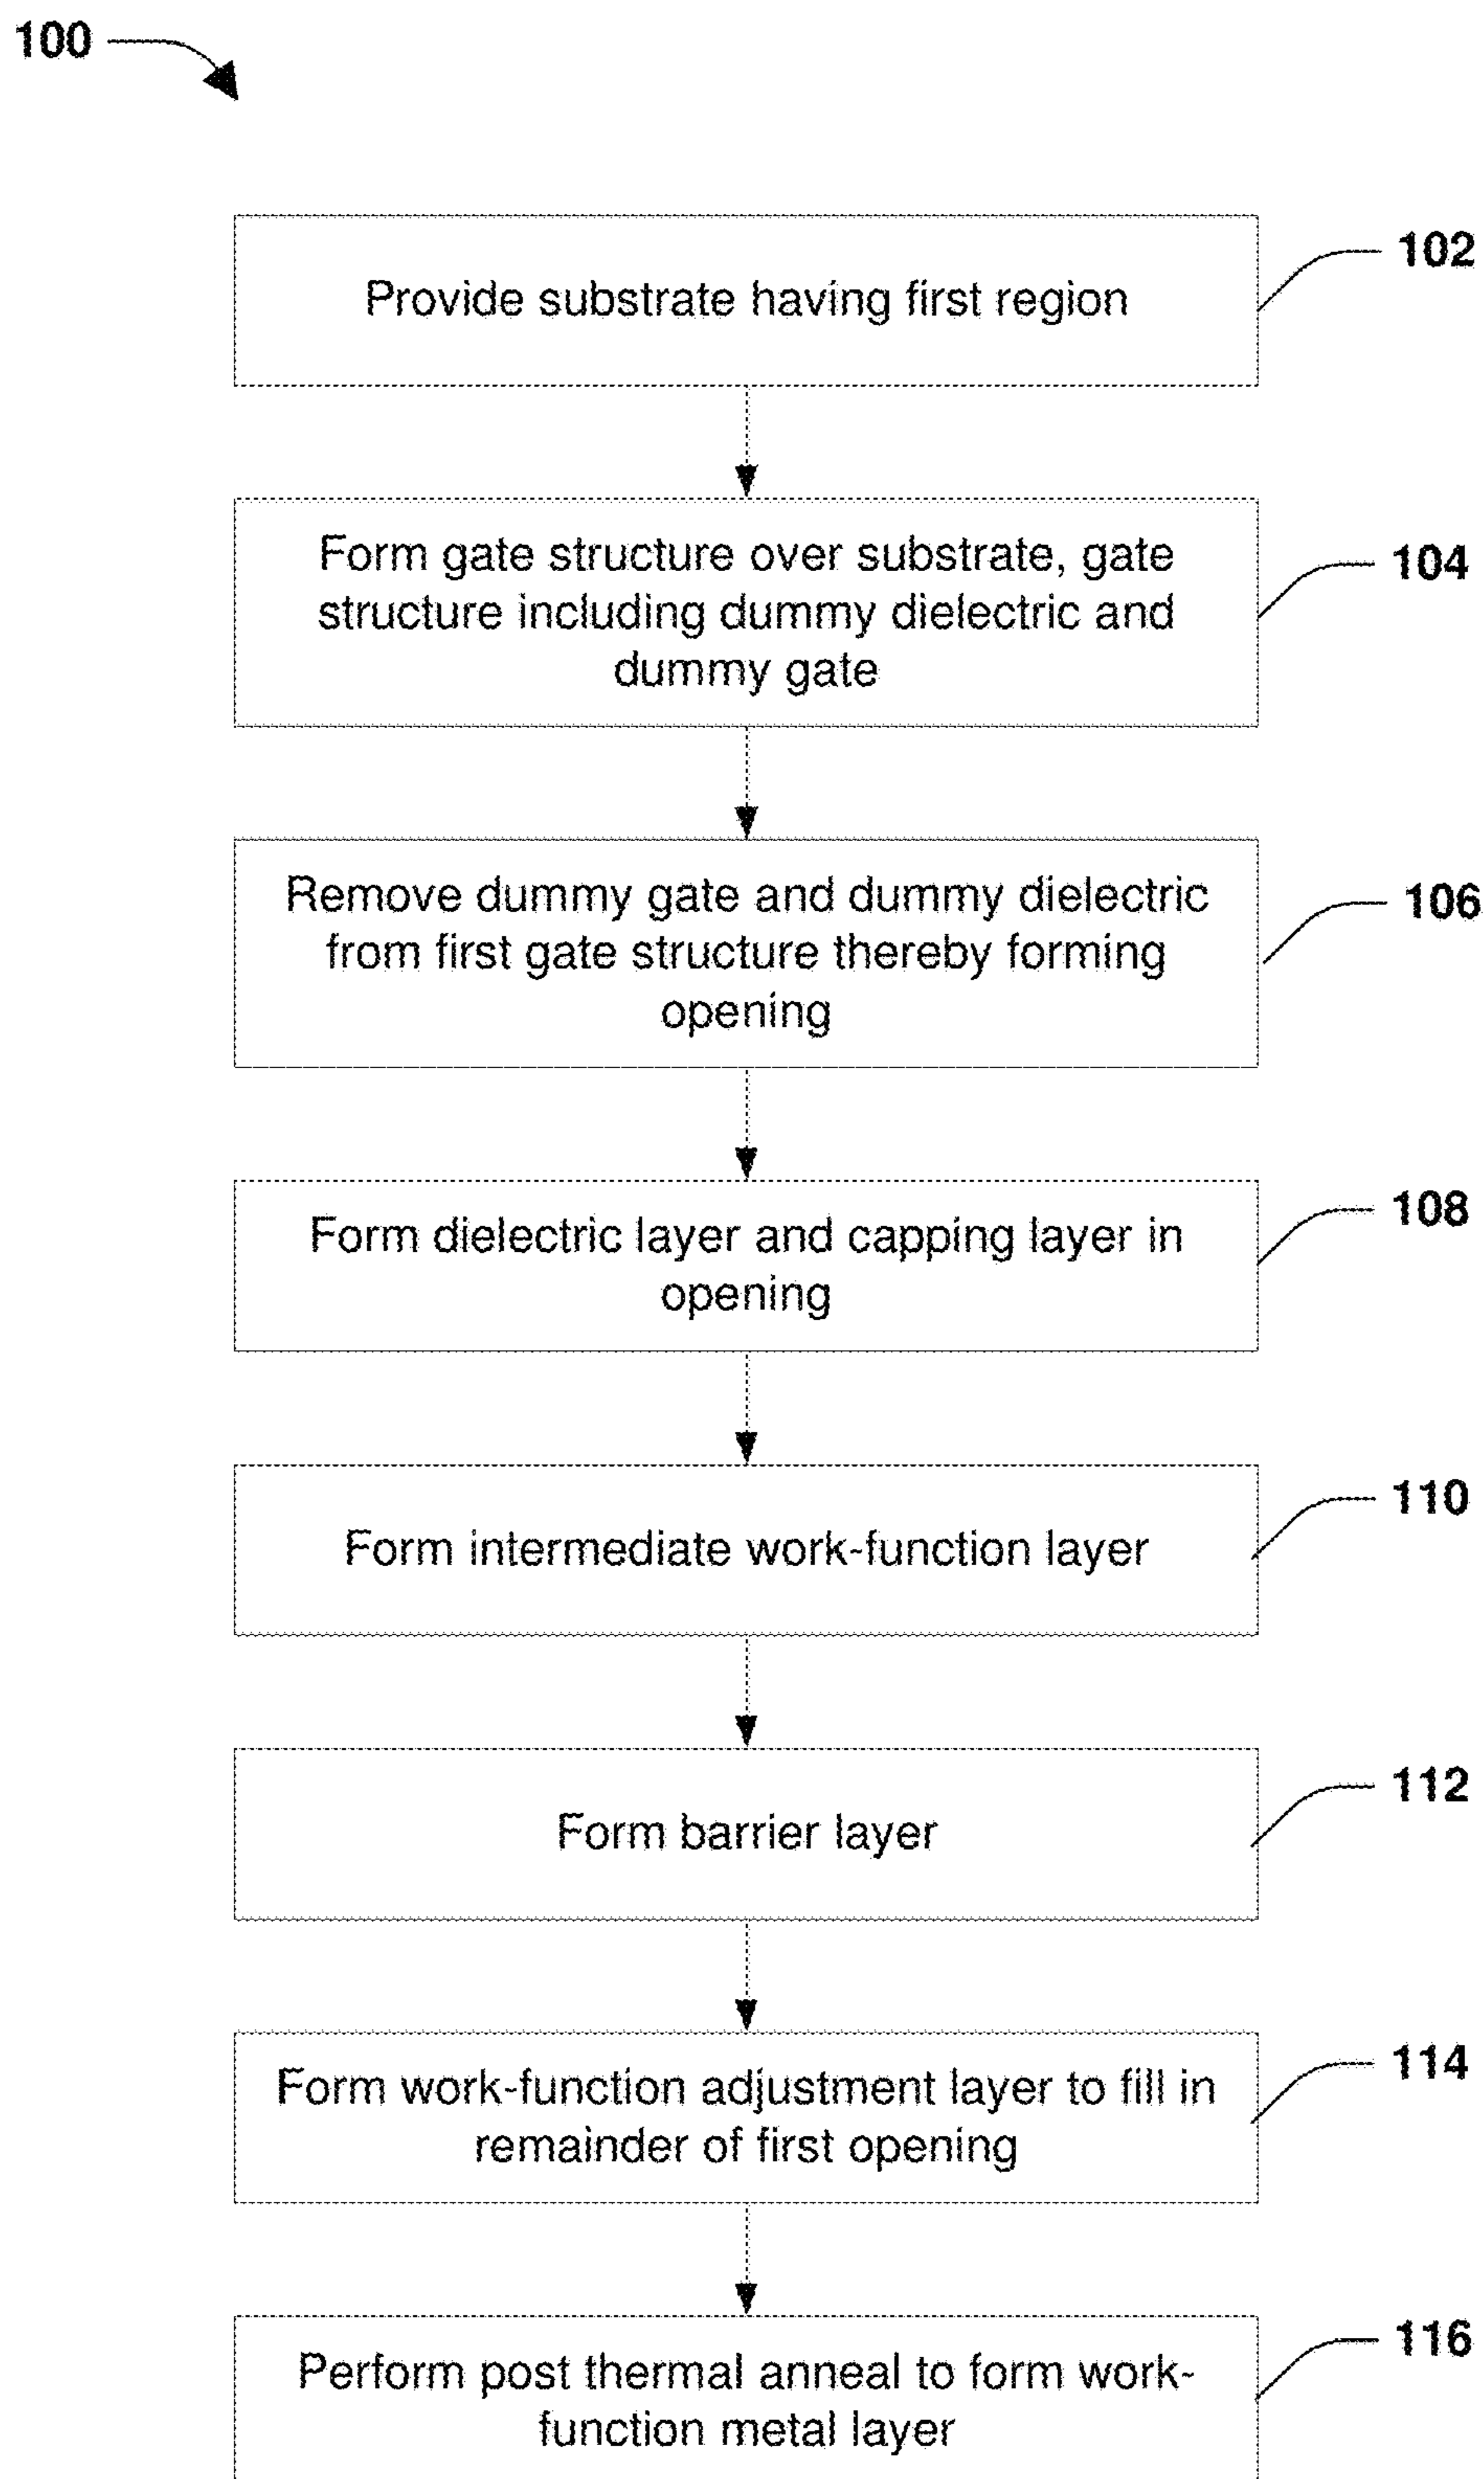 100
102
Provide substrate having first region
104
Form gate structure over substrate, gate
structure including dummy dielectric and
dummy gate
106
Remove dummy gate and dummy dielectric
from first gate structure thereby forming
opening
108
Form dielectric layer and capping layer in
opening
110
Form intermediate work-function layer
112
Form barrier layer
114
Form work-function adjustment layer to fill in
remainder of first opening
116
Perform post thermal anneal to form work-
function metal layer